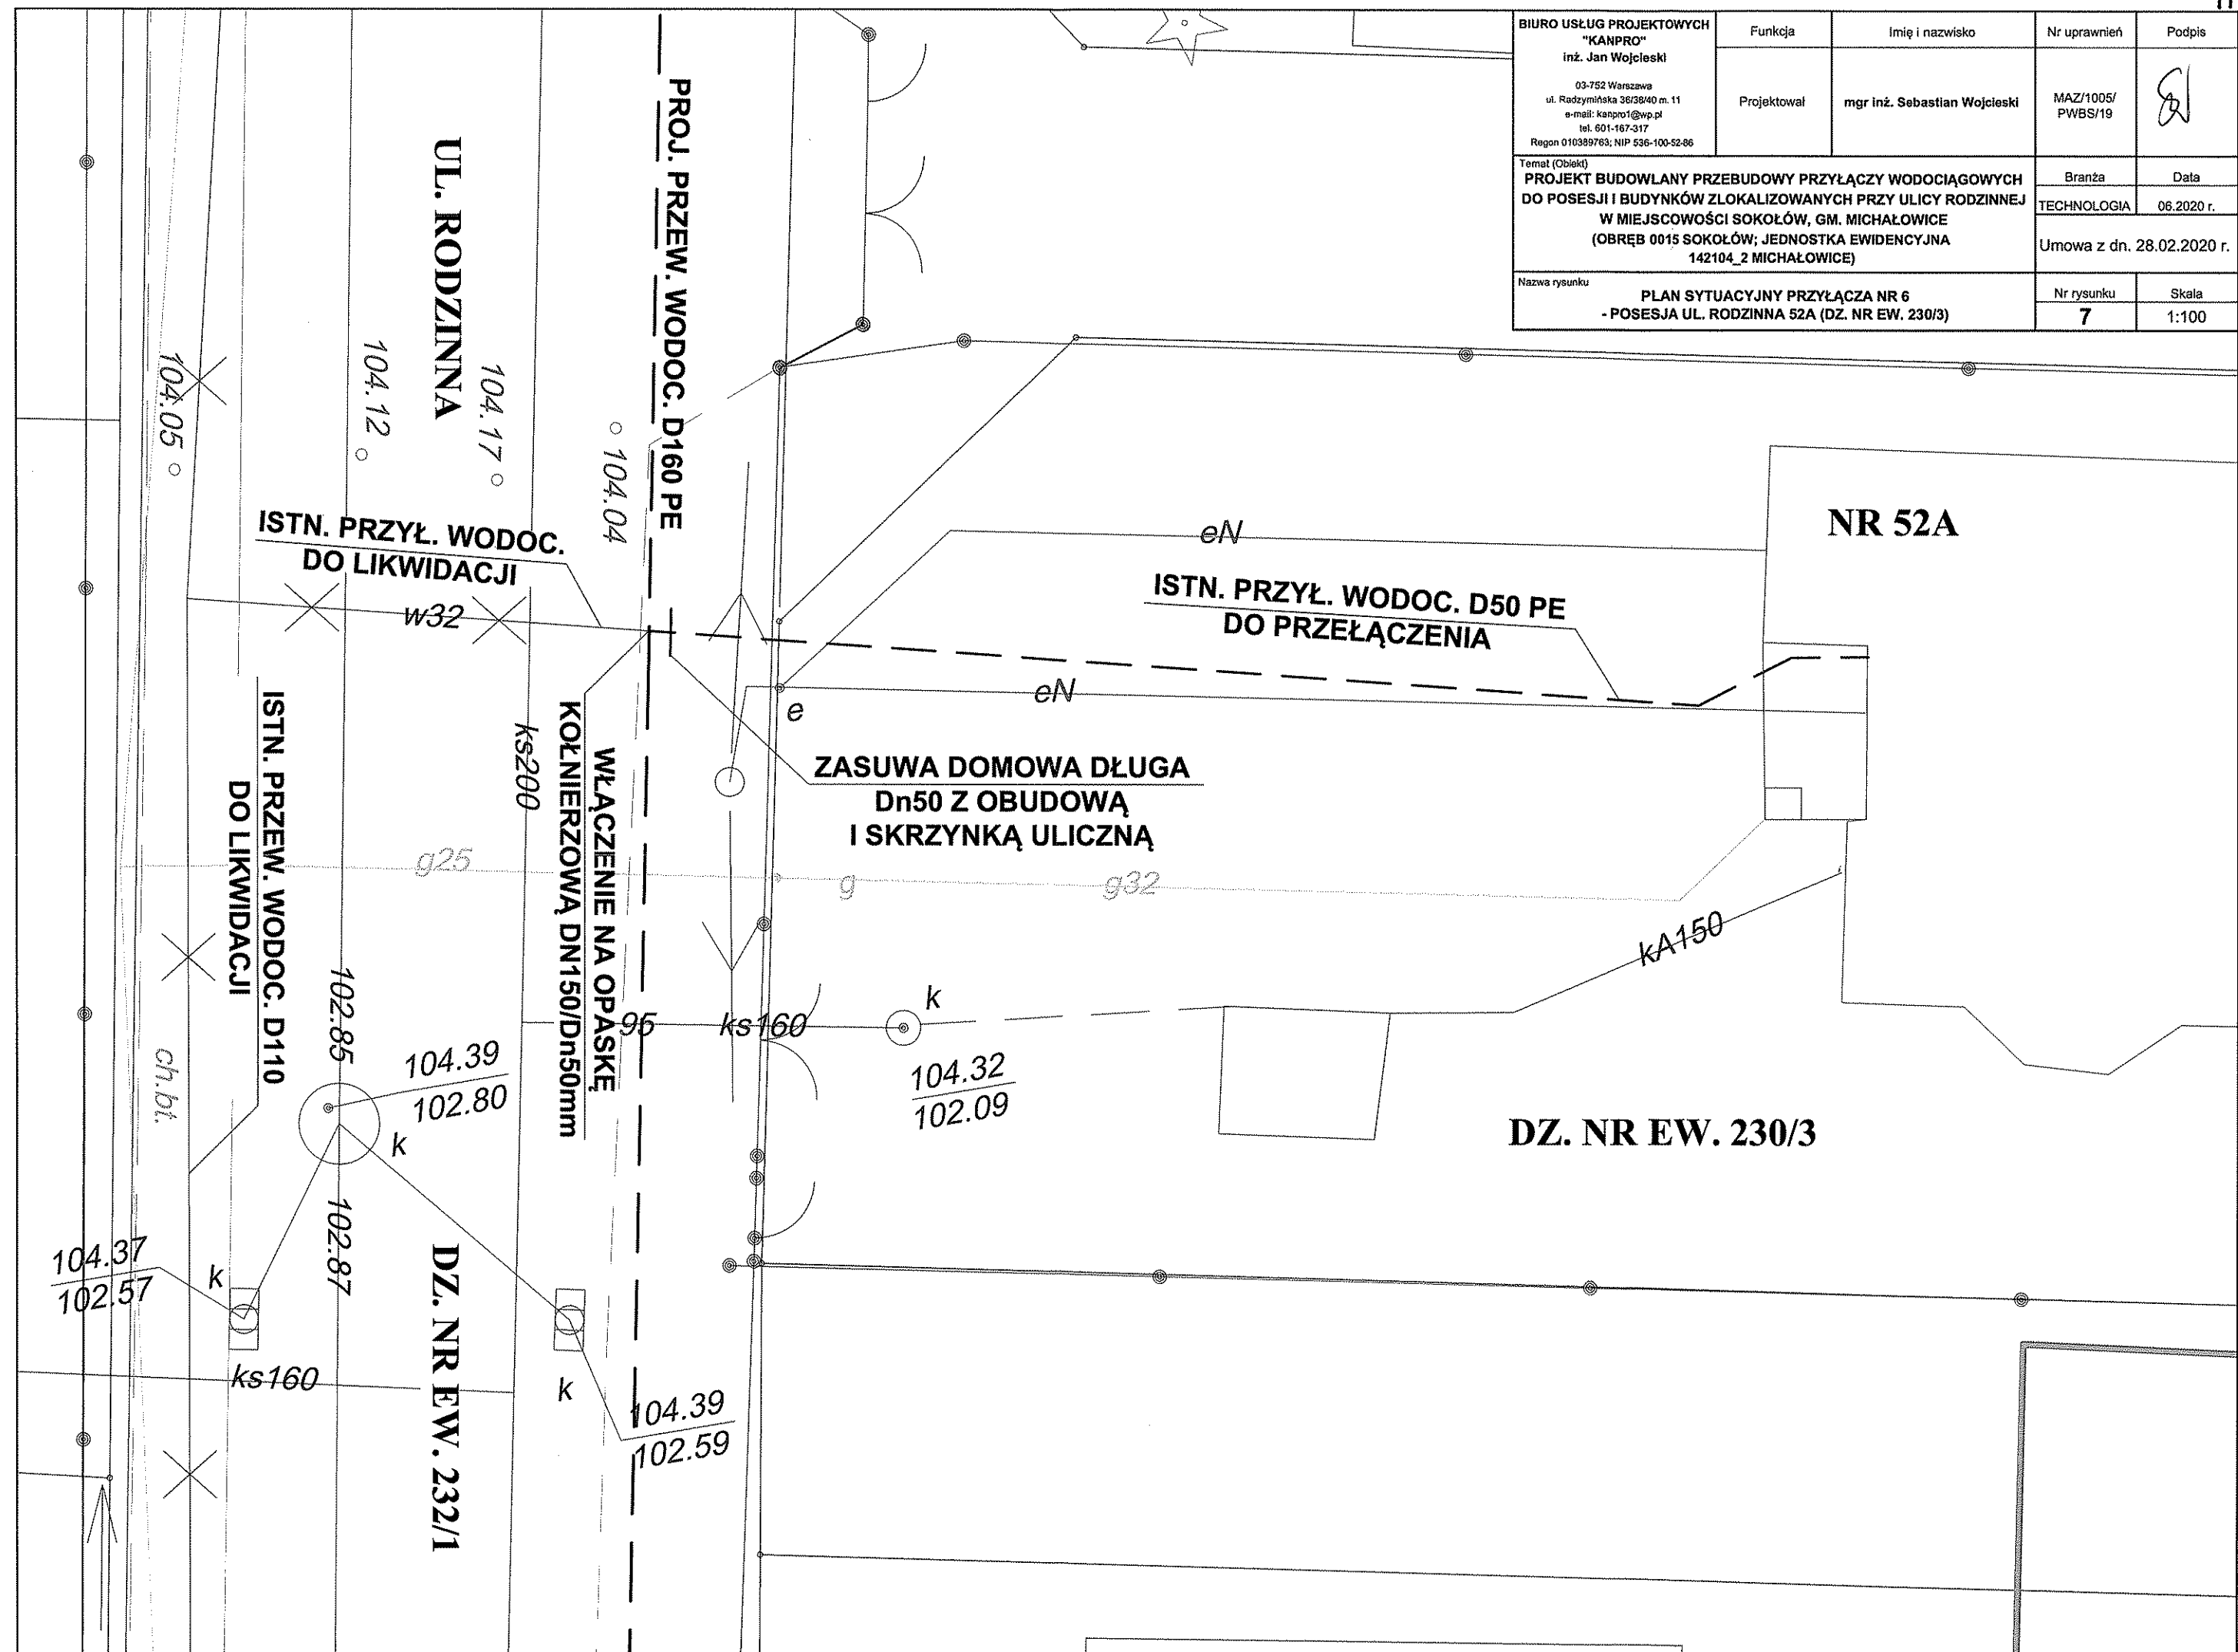 BIURO USŁUG PROJEKTOWYCH
"KANPRO"
inż. Jan Wojcieski
03-752 Warszawa
ul. Radzymińska 36/38/40 m. 11
e-mail: kanpro1@wp.pl
tel. 601-167-317
Regon 010389763; NIP 536-100-52-86
Funkcja
Imię i nazwisko
Nr uprawnień
Podpis
Projektował
mgr inż. Sebastian Wojcieski
MAZ/1005/
PWBS/19
Temat (Obiekt)
PROJEKT BUDOWLANY PRZEBUDOWY PRZYŁĄCZY WODOCIĄGOWYCH
DO POSESJI I BUDYNKÓW ZLOKALIZOWANYCH PRZY ULICY RODZINNEJ
W MIEJSCOWOŚCI SOKOŁÓW, GM. MICHAŁOWICE
(OBRĘB 0015 SOKOŁÓW; JEDNOSTKA EWIDENCYJNA
142104_2 MICHAŁOWICE)
Branża
Data
TECHNOLOGIA
06.2020 r.
Umowa z dn. 28.02.2020 r.
Nazwa rysunku
PLAN SYTUACYJNY PRZYŁĄCZA NR 6
- POSESJA UL. RODZINNA 52A (DZ. NR EW. 230/3)
Nr rysunku
Skala
7
1:100
UL. RODZINNA
PROJ. PRZEW. WODOC. D160 PE
104.05
104.12
104.17
104.04
ISTN. PRZYŁ. WODOC.
DO LIKWIDACJI
w32
eN
NR 52A
ISTN. PRZYŁ. WODOC. D50 PE
DO PRZEŁĄCZENIA
eN
e
ISTN. PRZEW. WODOC. D110
DO LIKWIDACJI
ks200
WŁĄCZENIE NA OPASKĘ
KOŁNIERZOWĄ DN150/Dn50mm
ZASUWA DOMOWA DŁUGA
Dn50 Z OBUDOWĄ
I SKRZYNKĄ ULICZNĄ
g25
g
g32
kA150
102.85
95
ks160
k
104.39
102.80
104.32
102.09
ch.bt.
k
DZ. NR EW. 230/3
102.87
104.37
102.57
k
DZ. NR EW. 232/1
ks160
k
104.39
102.59